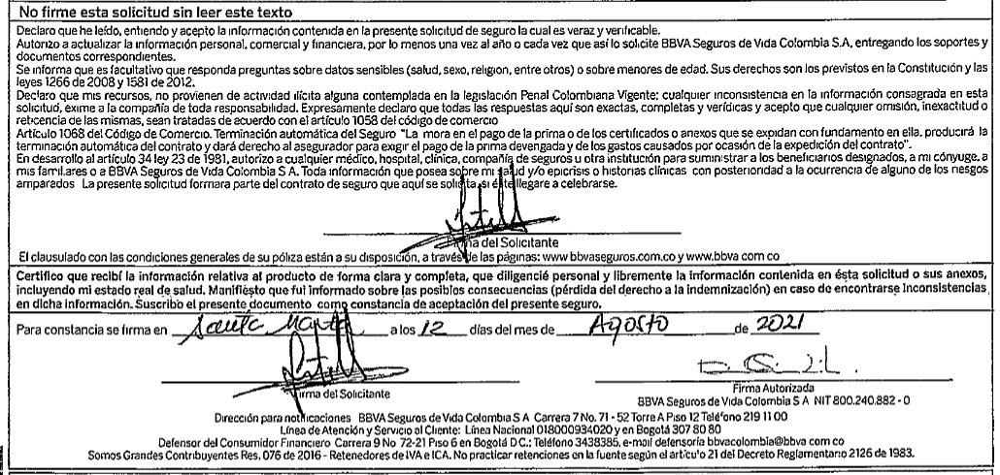 No firme esta solicitud sin leer este texto
Declaro que he leído, entiendo y acepto la información contenida en la presente solicitud de seguro la cual es veraz y verificable.
Autorizo a actualizar la información personal, comercial y financiera, por lo menos una vez al año o cada vez que así lo solicite BBVA Seguros de Vida Colombia S.A, entregando los soportes y
documentos correspondientes.
Se informa que es facultativo que responda preguntas sobre datos sensibles (salud, sexo, religion, entre otros) o sobre menores de edad. Sus derechos son los previstos en la Constitución y las
leyes 1266 de 2008 y 1581 de 2012.
Declaro que mis recursos, no provienen de actividad ilícita alguna contemplada en la legislación Penal Colombiana Vigente; cualquier inconsistencia en la información consagrada en esta
solicitud, exime a la compañía de toda responsabilidad. Expresamente declaro que todas las respuestas aquí son exactas, completas y verídicas y acepto que cualquier omisión, inexactitud o
retcencia de las mismas, sean tratadas de acuerdo con el artículo 1058 del código de comercio
Artículo 1068 del Código de Comercio. Terminación automática del Seguro "La mora en el pago de la prima o de los certificados o anexos que se expidan con fundamento en ella, producirá la
terminación automática del contrato y dará derecho al asegurador para exigir el pago de la prima devengada y de los gastos causados por ocasión de la expedición del contrato".
En desarrollo al artículo 34 ley 23 de 1981, autorizo a cualquier médico, hospital, clínica, compañía de seguros u otra institución para suministrar a los beneficiarios designados, a mi cónyuge, a
mis familiares o a BBVA Seguros de Vida Colombia S A. Toda información que posea sobre mi salud y/o epicrisis o historias clínicas con posterioridad a la ocurrencia de alguno de los riesgos
amparados La presente solicitud formara parte del contrato de seguro que aquí se solicita, si éste llegare a celebrarse.
Firma del Solicitante
El clausulado con las condiciones generales de su póliza están a su disposición, a través de las páginas: www bbvaseguros.com.co y www.bbva com co
Certifico que recibí la información relativa al producto de forma clara y completa, que diligencié personal y libremente la información contenida en ésta solicitud o sus anexos,
incluyendo mi estado real de salud. Manifiésto que fui informado sobre las posibles consecuencias (pérdida del derecho a la indemnización) en caso de encontrarse Inconsistencias
en dicha información. Suscribo el presente documento como constancia de aceptación del presente seguro.
Para constancia se firma en Santa Marta a los 12 días del mes de Agosto de 2021
Firma del Solicitante
Firma Autorizada
BBVA Seguros de Vida Colombia S A NIT 800.240.882 - 0
Dirección para notificaciones BBVA Seguros de Vida Colombia S A Carrera 7 No. 71 - 52 Torre A Piso 12 Teléfono 219 11 00
Línea de Atención y Servicio al Cliente: Línea Nacional 018000934020 y en Bogotá 307 80 80
Defensor del Consumidor Financiero Carrera 9 No 72-21 Piso 6 en Bogotá D C.; Teléfono 3438385, e-mail defensoria bbvacolombia@bbva com co
Somos Grandes Contribuyentes Res. 076 de 2016 - Retenedores de IVA e ICA. No practicar retenciones en la fuente según el artículo 21 del Decreto Reglamentario 2126 de 1983.